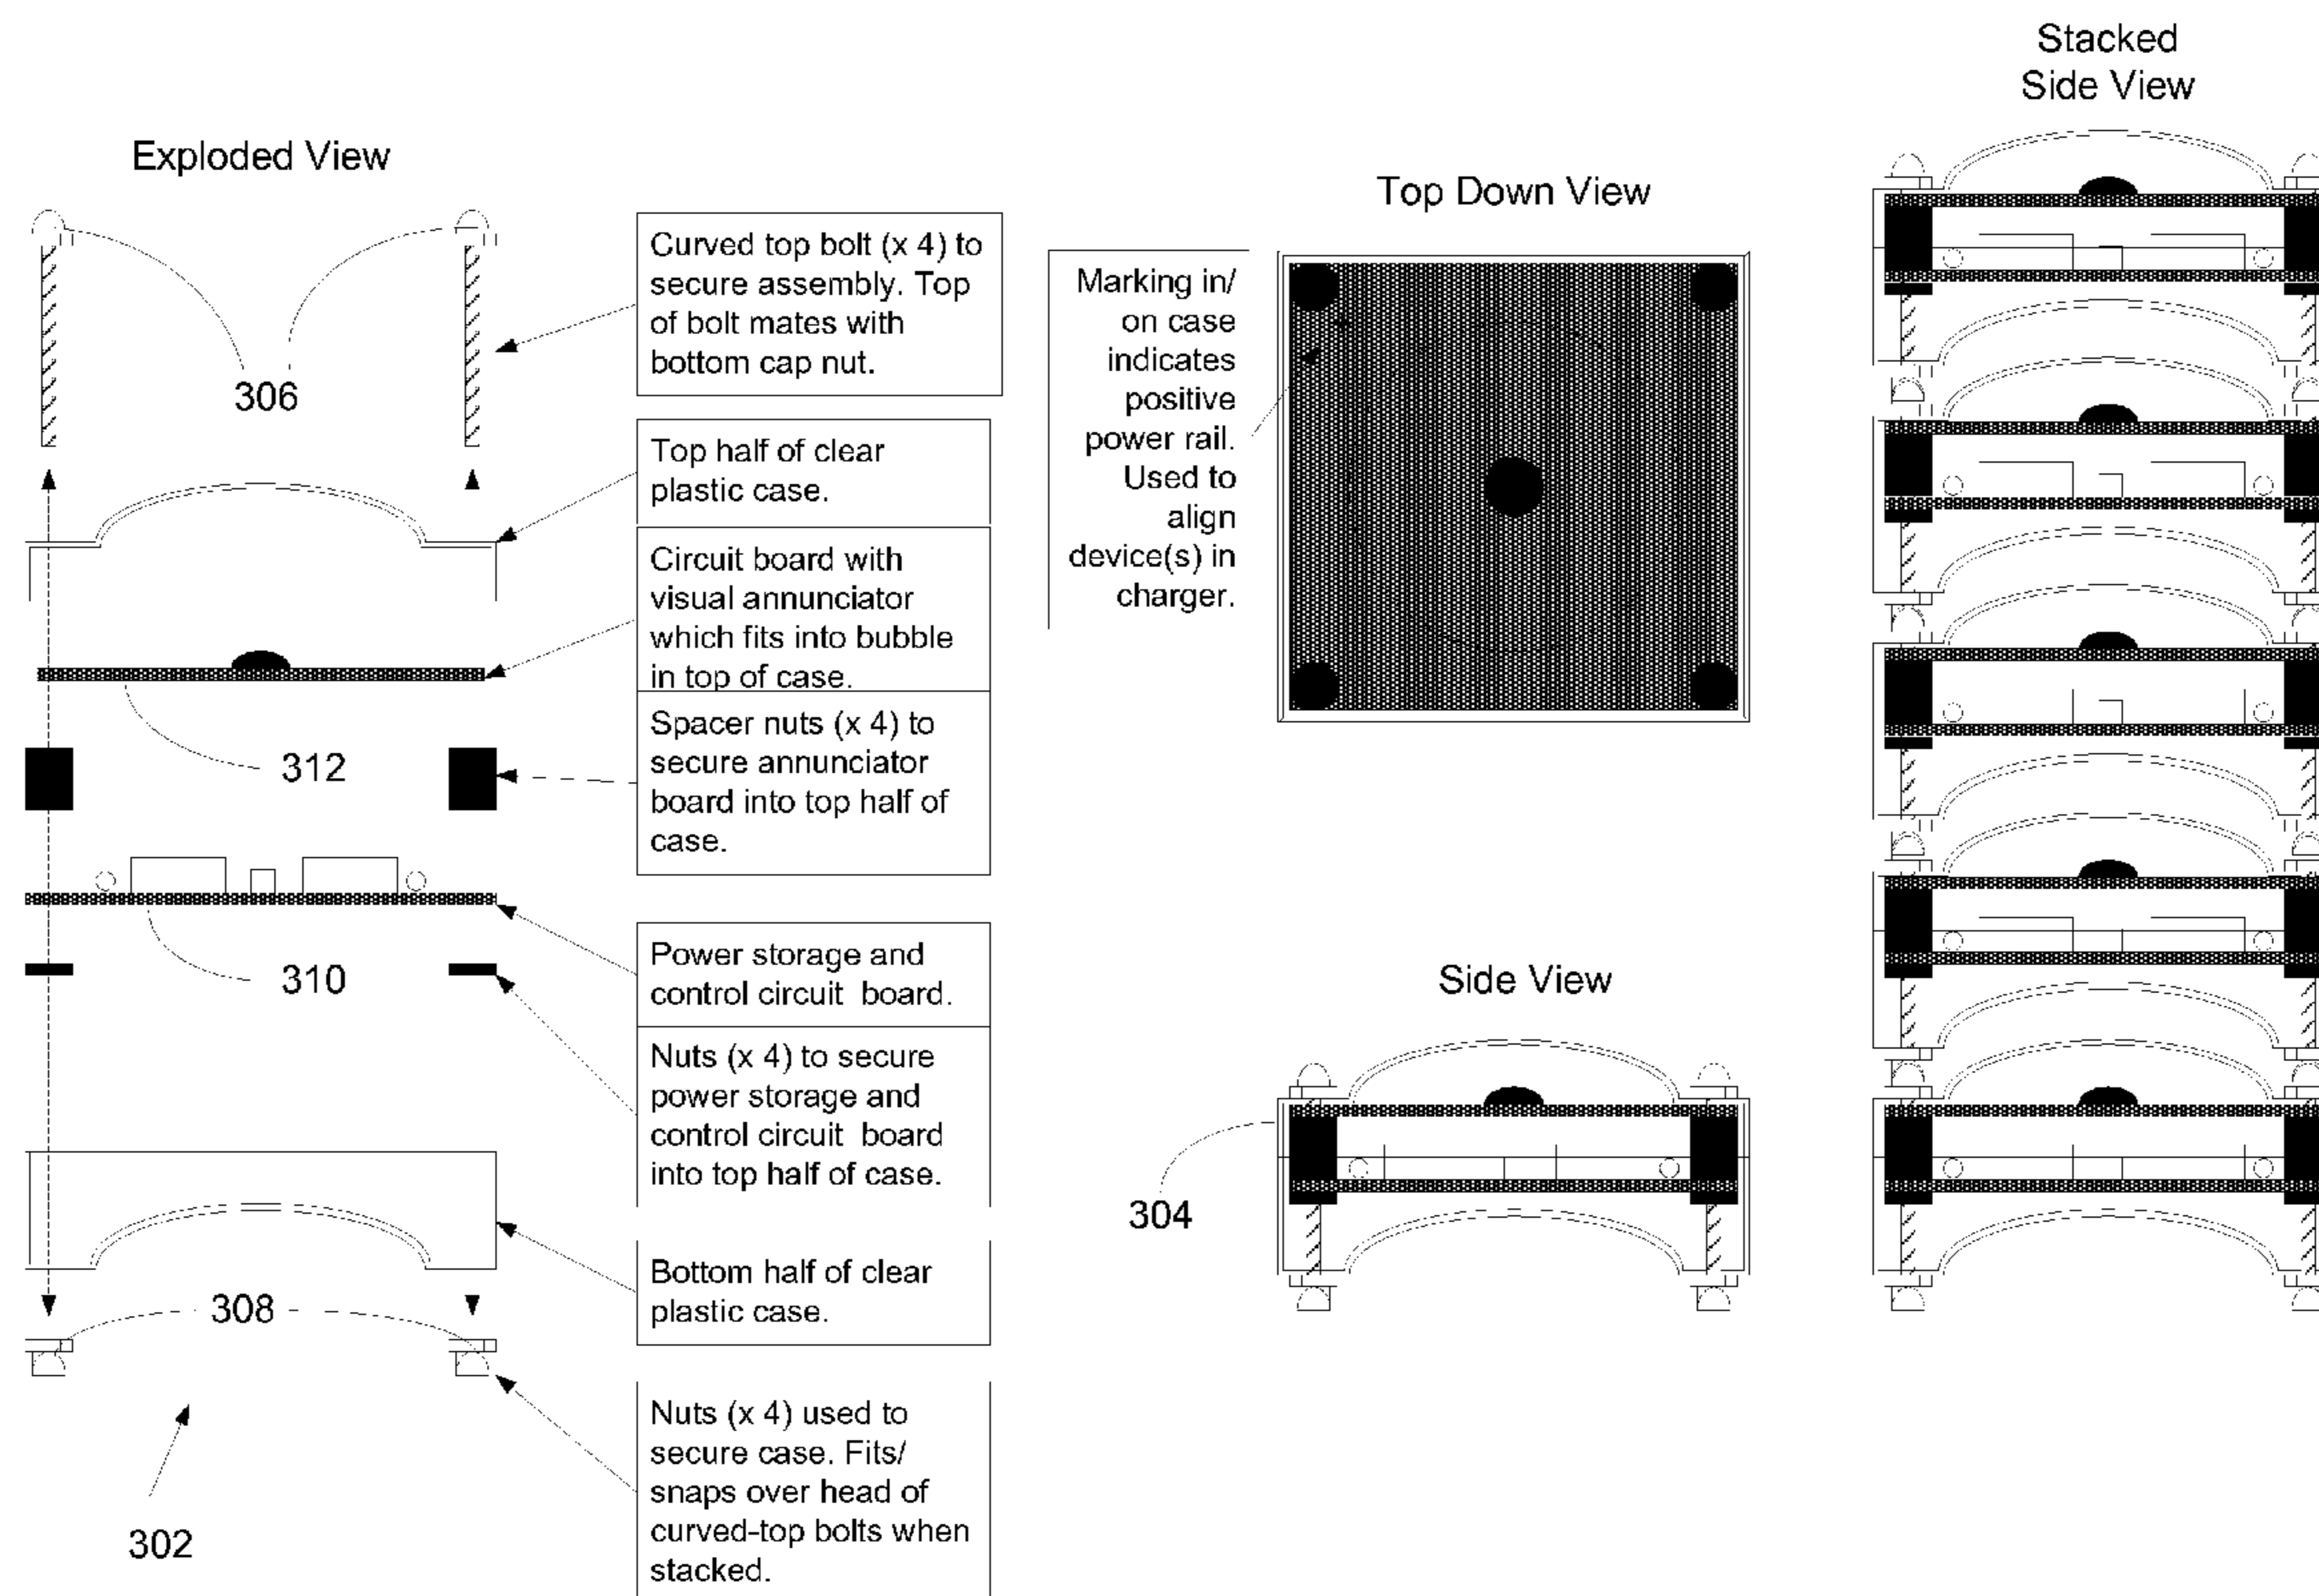 Exploded View
306
Curved top bolt (x 4) to
secure assembly. Top
of bolt mates with
bottom cap nut.
Top half of clear
plastic case.
Circuit board with
visual annunciator
which fits into bubble
in top of case.
312
Spacer nuts (x 4) to
secure annunciator
board into top half of
case.
310
Power storage and
control circuit board.
Nuts (x 4) to secure
power storage and
control circuit board
into top half of case.
Bottom half of clear
plastic case.
308
Nuts (x 4) used to
secure case. Fits/
snaps over head of
curved-top bolts when
stacked.
302
Top Down View
Marking in/
on case
indicates
positive
power rail.
Used to
align
device(s) in
charger.
Side View
304
Stacked
Side View